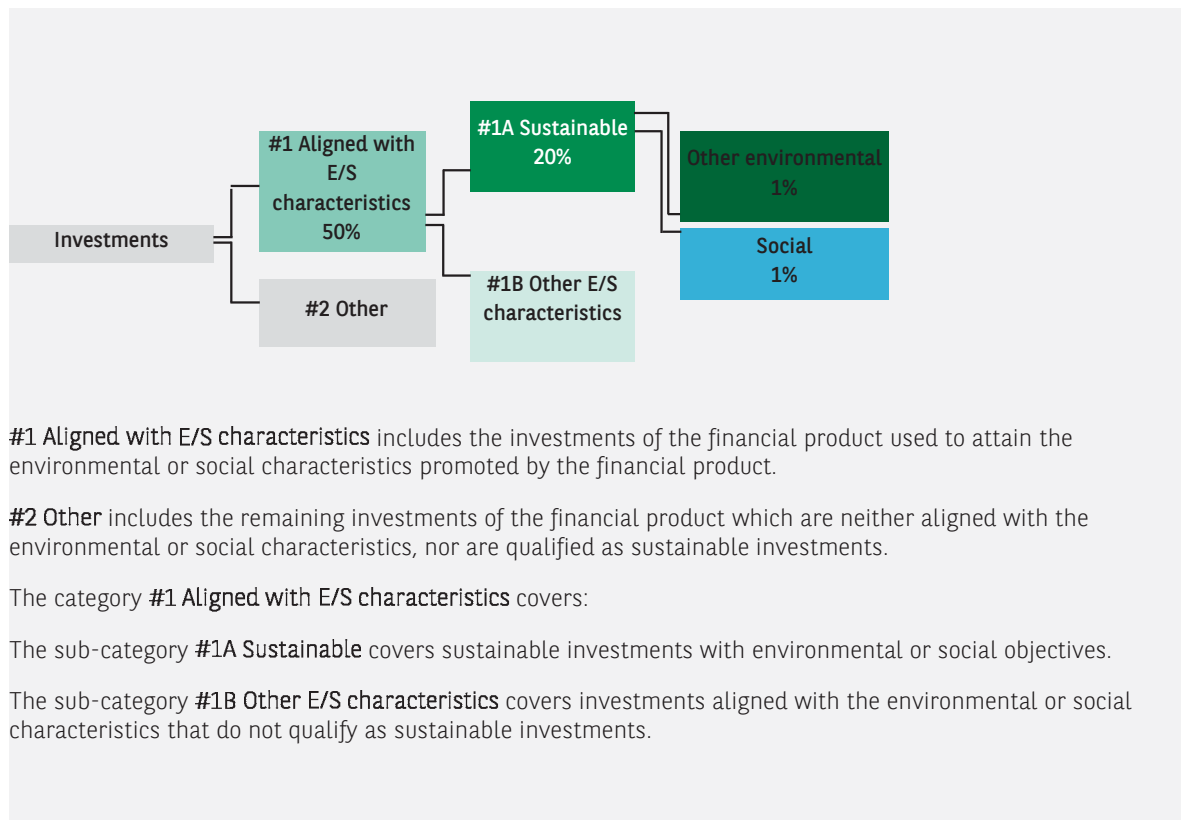 #1A Sustainable
20%
#1 Aligned with
E/S
characteristics
50%
Other environmental
1%
Investments
Social
1%
#1B Other E/S
characteristics
#2 Other
#1 Aligned with E/S characteristics includes the investments of the financial product used to attain the
environmental or social characteristics promoted by the financial product.
#2 Other includes the remaining investments of the financial product which are neither aligned with the
environmental or social characteristics, nor are qualified as sustainable investments.
The category #1 Aligned with E/S characteristics covers:
The sub-category #1A Sustainable covers sustainable investments with environmental or social objectives.
The sub-category #1B Other E/S characteristics covers investments aligned with the environmental or social
characteristics that do not qualify as sustainable investments.